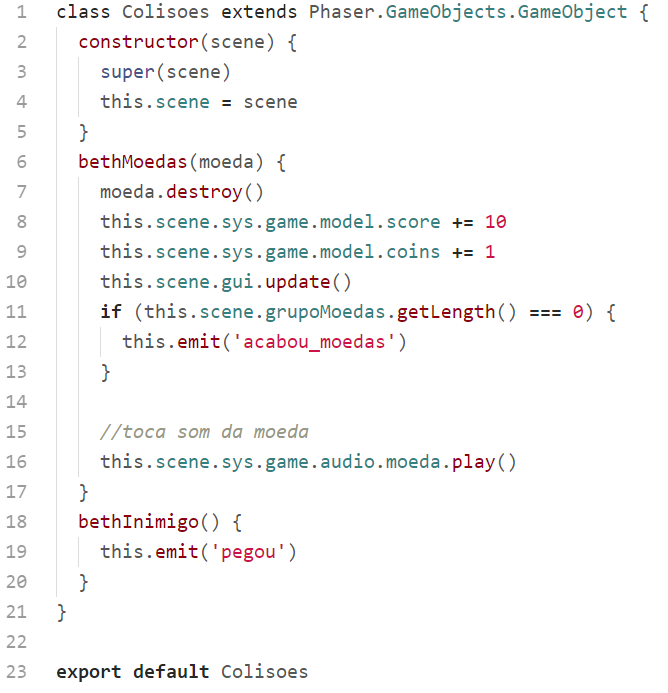 1 class Colisoes extends Phaser.GameObjects.GameObject {
2   constructor(scene) {
3     super(scene)
4     this.scene = scene
5   }
6   bethMoedas(moeda) {
7     moeda.destroy()
8     this.scene.sys.game.model.score += 10
9     this.scene.sys.game.model.coins += 1
10     this.scene.gui.update()
11     if (this.scene.grupoMoedas.getLength() === 0) {
12       this.emit('acabou_moedas')
13     }
14
15     //toca som da moeda
16     this.scene.sys.game.audio.moeda.play()
17   }
18   bethInimigo() {
19     this.emit('pegou')
20   }
21 }
22
23 export default Colisoes